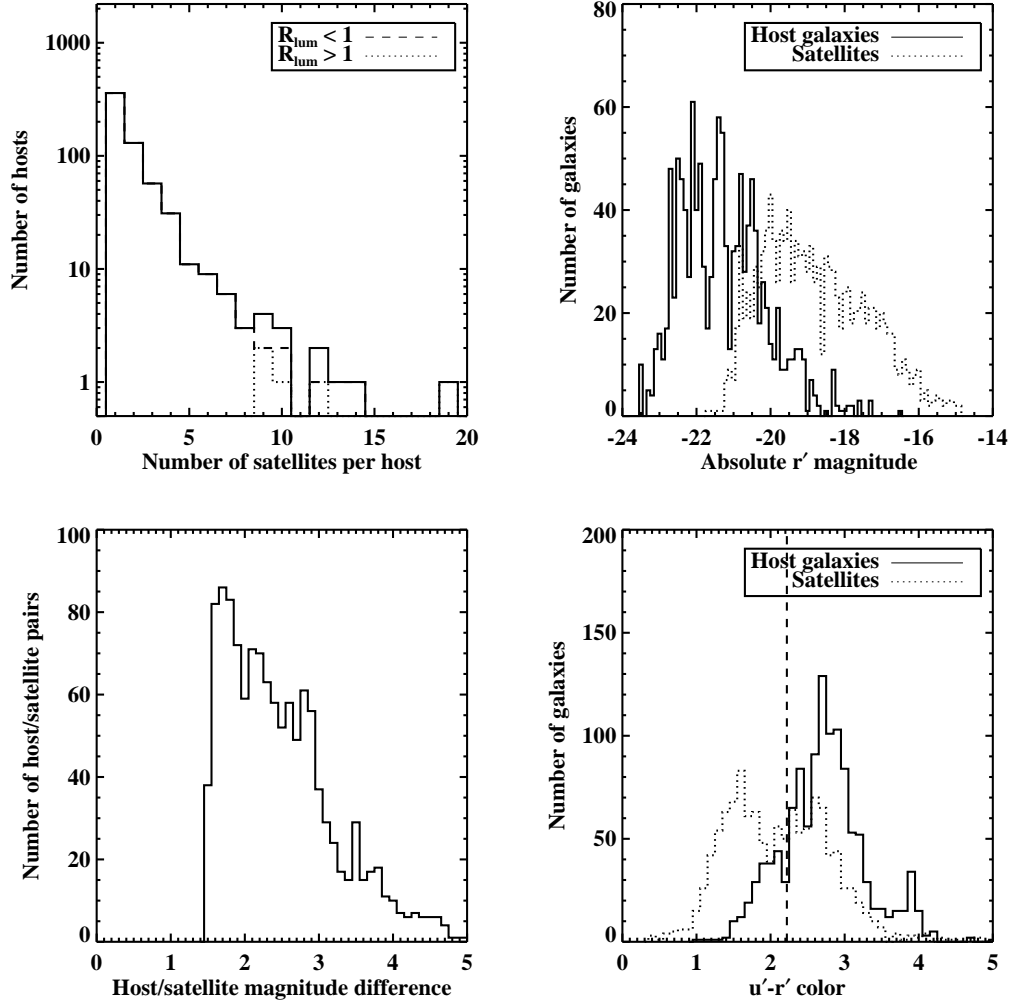 R_lum < 1
R_lum > 1
1000
100
10
1
0 5 10 15 20
Number of satellites per host
Number of hosts
Host galaxies
Satellites
80
60
40
20
0
-24 -22 -20 -18 -16 -14
Absolute r′ magnitude
Number of galaxies
100
80
60
40
20
0
0 1 2 3 4 5
Host/satellite magnitude difference
Number of host/satellite pairs
Host galaxies
Satellites
200
150
100
50
0
0 1 2 3 4 5
u′-r′ color
Number of galaxies